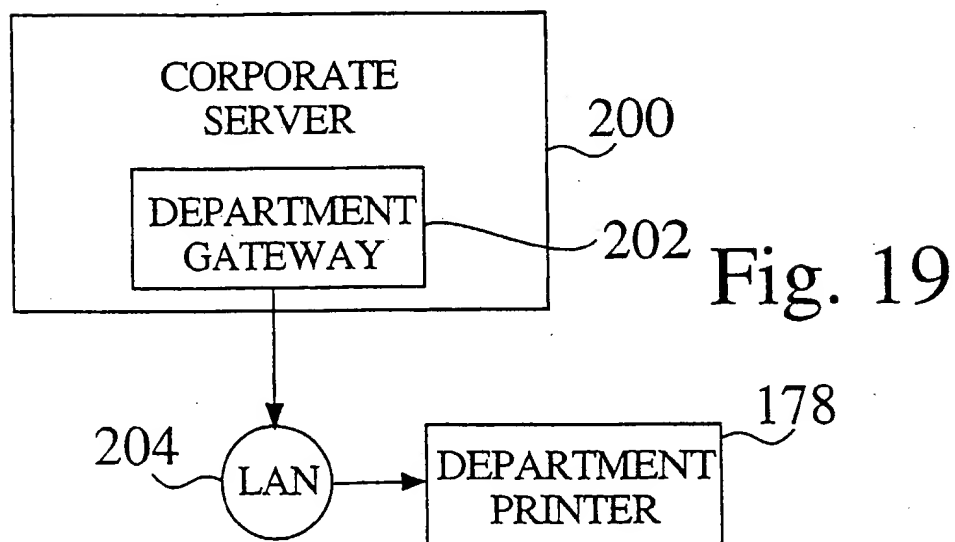 CORPORATE
SERVER
200
DEPARTMENT
GATEWAY
202
Fig. 19
178
204
LAN
DEPARTMENT
PRINTER